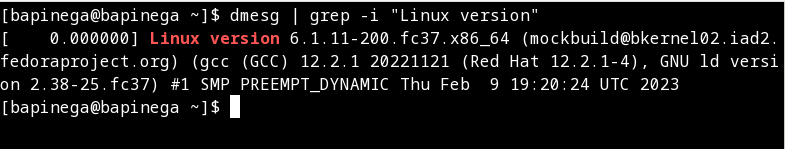 [bapinega@bapinega ~]$ dmesg | grep -i "Linux version"
[    0.000000] Linux version 6.1.11-200.fc37.x86_64 (mockbuild@bkernel02.iad2.
fedoraproject.org) (gcc (GCC) 12.2.1 20221121 (Red Hat 12.2.1-4), GNU ld versi
on 2.38-25.fc37) #1 SMP PREEMPT_DYNAMIC Thu Feb  9 19:20:24 UTC 2023
[bapinega@bapinega ~]$